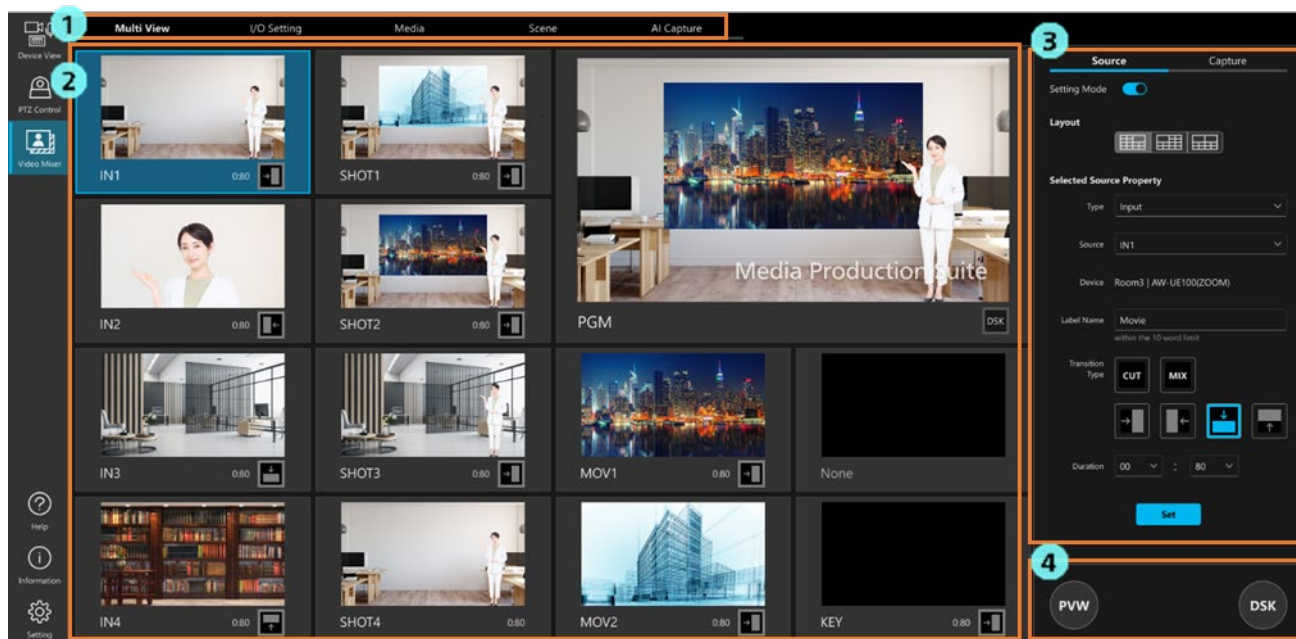 1
Multi View
I/O Setting
Media
Scene
AI Capture
Device View
PTZ Control
Video Mixer
Help
Information
Setting
2
IN1
0:80
SHOT1
0:80
Media Production Suite
PGM
DSK
IN2
0:80
SHOT2
0:80
IN3
0:80
SHOT3
0:80
MOV1
0:80
None
IN4
0:80
SHOT4
0:80
MOV2
0:80
KEY
0:80
3
Source
Capture
Setting Mode
Layout
Selected Source Property
Type
Input
Source
IN1
Device
Room3 | AW-UE100(ZOOM)
Label Name
Movie
within the 10 word limit
Transition
Type
CUT
MIX
Duration
00
:
80
Set
4
PVW
DSK